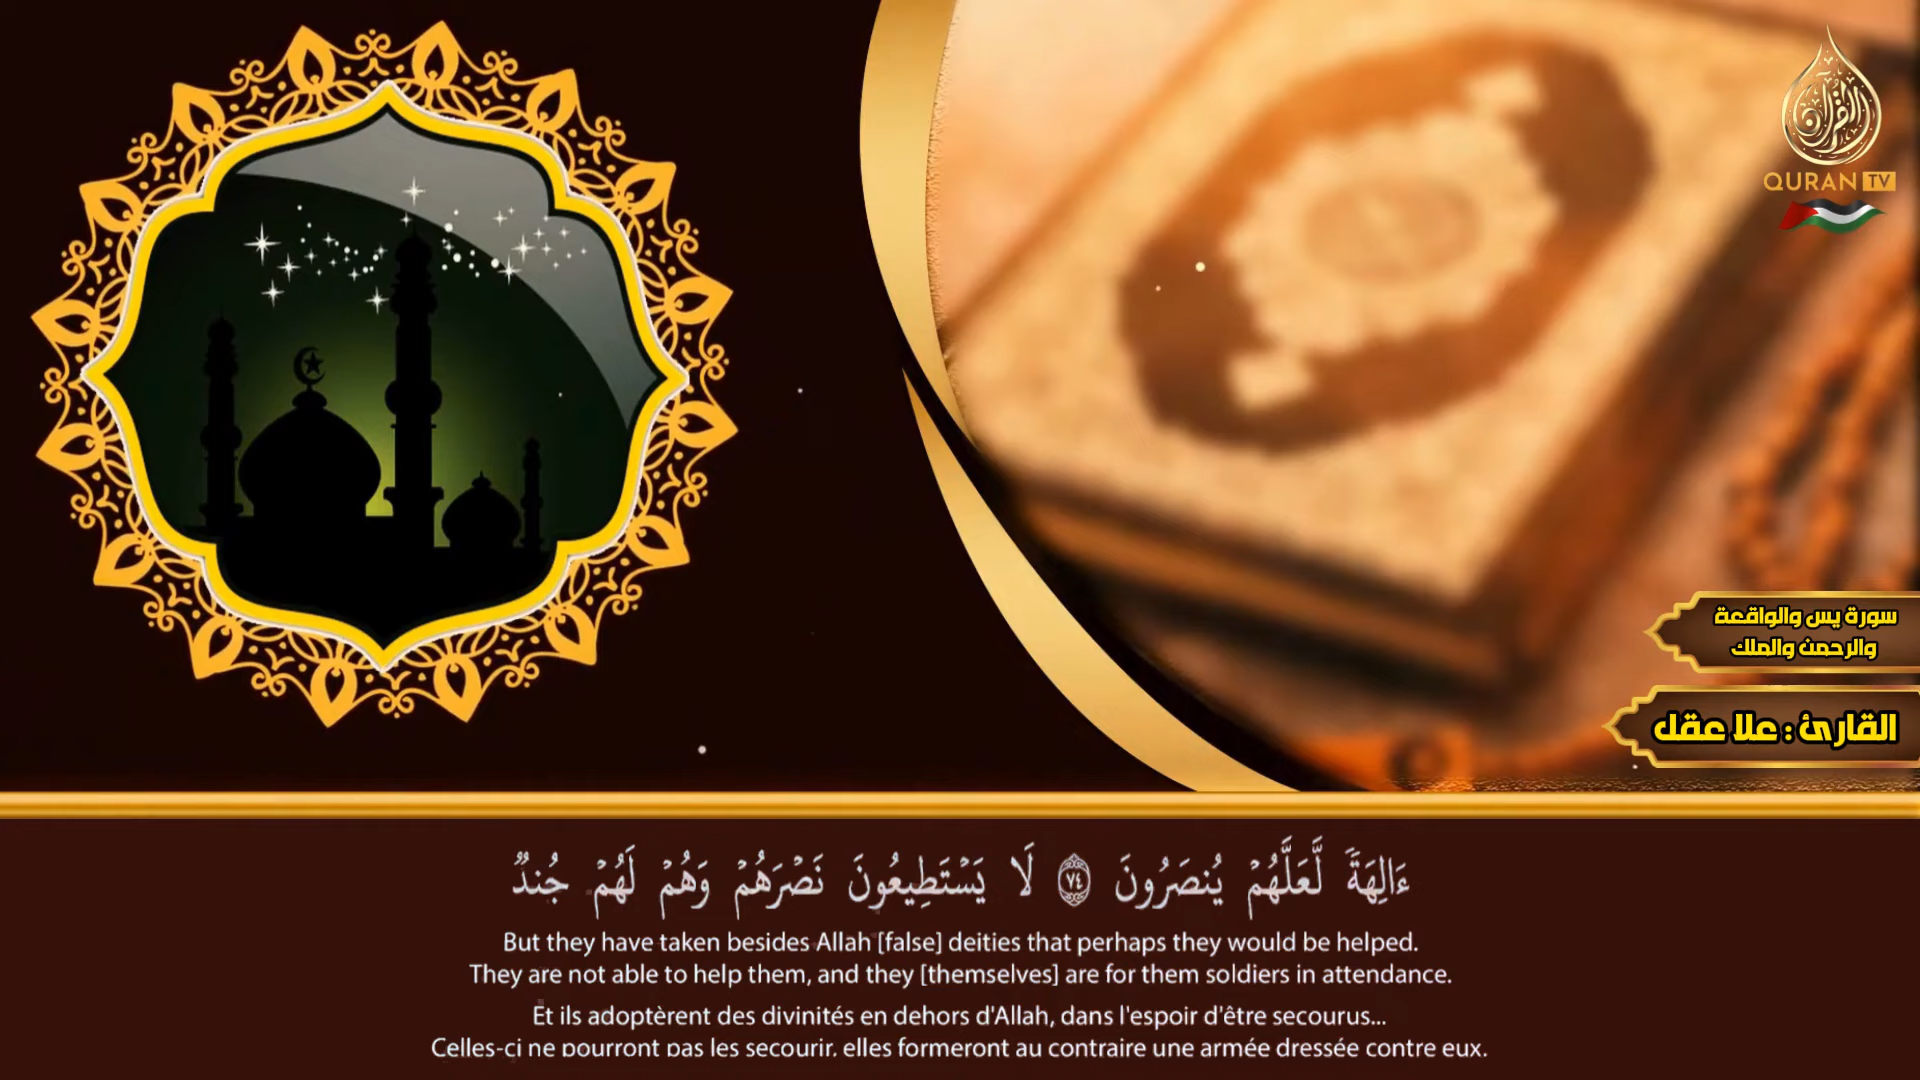 القرآن
QURAN TV
سورة يس والواقعة
والرحمن والملك
القارئ : علا عقل
ءَالِهَةً لَّعَلَّهُمْ يُنصَرُونَ ٧٤ لَا يَسْتَطِيعُونَ نَصْرَهُمْ وَهُمْ لَهُمْ جُندٌ
But they have taken besides Allah [false] deities that perhaps they would be helped.
They are not able to help them, and they [themselves] are for them soldiers in attendance.
Et ils adoptèrent des divinités en dehors d'Allah, dans l'espoir d'être secourus...
Celles-ci ne pourront pas les secourir, elles formeront au contraire une armée dressée contre eux.